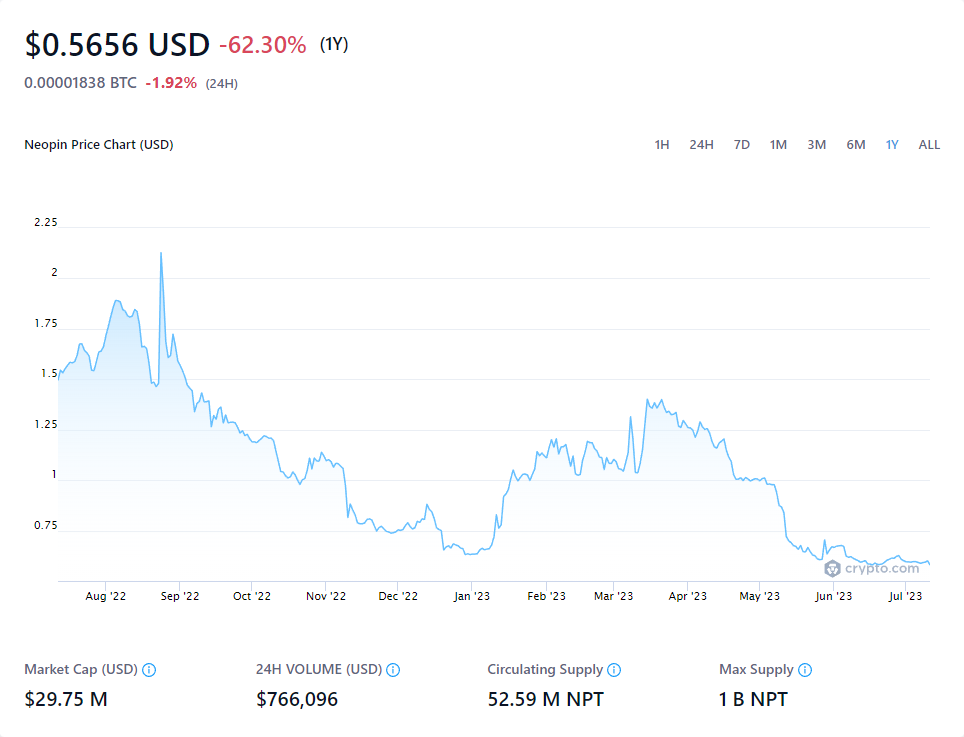 $0.5656 USD -62.30% (1Y)
0.00001838 BTC -1.92% (24H)
Neopin Price Chart (USD) 1H 24H 7D 1M 3M 6M 1Y ALL
2.25
2
1.75
1.5
1.25
1
0.75
crypto.com
Aug '22 Sep '22 Oct '22 Nov '22 Dec '22 Jan '23 Feb '23 Mar '23 Apr '23 May '23 Jun '23 Jul '23
Market Cap (USD) 24H VOLUME (USD) Circulating Supply Max Supply
$29.75 M $766,096 52.59 M NPT 1 B NPT